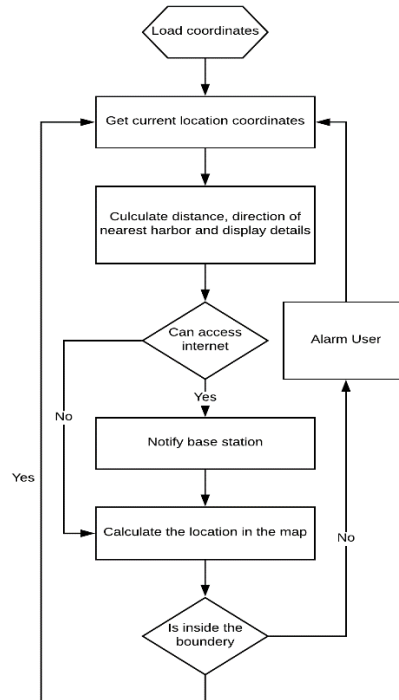 Load coordinates
Get current location coordinates
Culculate distance, direction of
nearest harbor and display details
Can access
internet
Alarm User
Yes
No
Notify base station
Yes
Calculate the location in the map
No
Is inside the
boundery